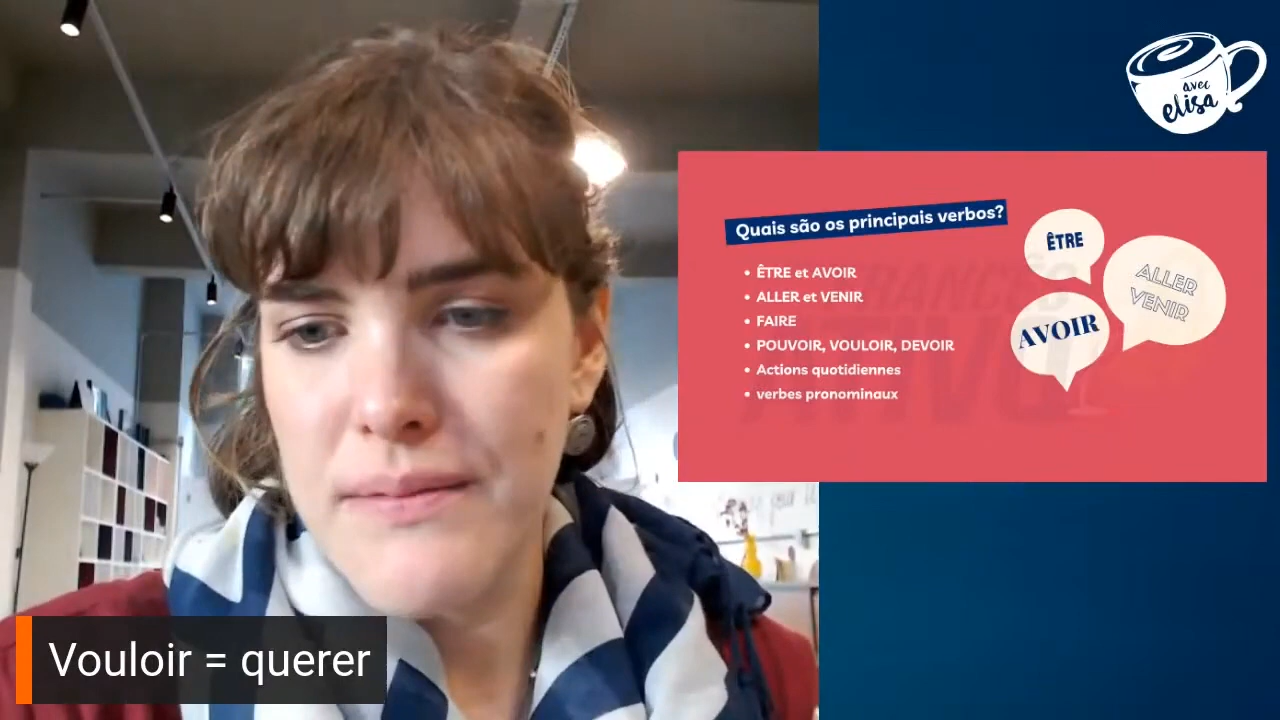 avec
elisa
Quais são os principais verbos?
• ÊTRE et AVOIR
• ALLER et VENIR
• FAIRE
• POUVOIR, VOULOIR, DEVOIR
• Actions quotidiennes
• verbes pronominaux
ÊTRE
ALLER
VENIR
AVOIR
Vouloir = querer